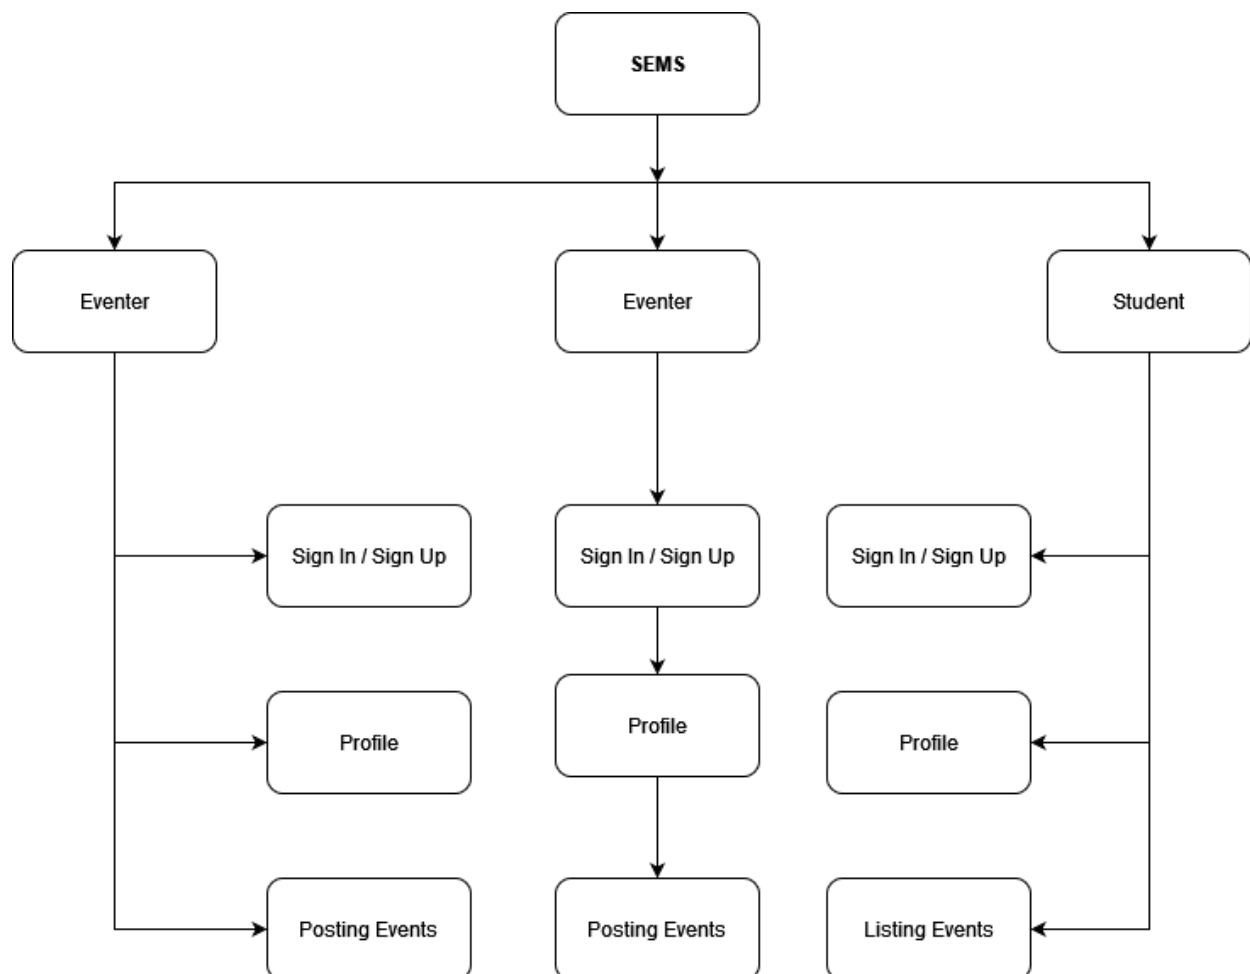 SEMS
Eventer
Eventer
Student
Sign In / Sign Up
Sign In / Sign Up
Sign In / Sign Up
Profile
Profile
Profile
Posting Events
Posting Events
Listing Events